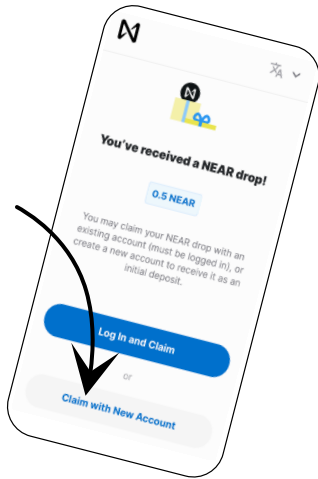 You've received a NEAR drop!
0.5 NEAR
You may claim your NEAR drop with an
existing account (must be logged in), or
create a new account to receive it as an
initial deposit.
Log In and Claim
or
Claim with New Account